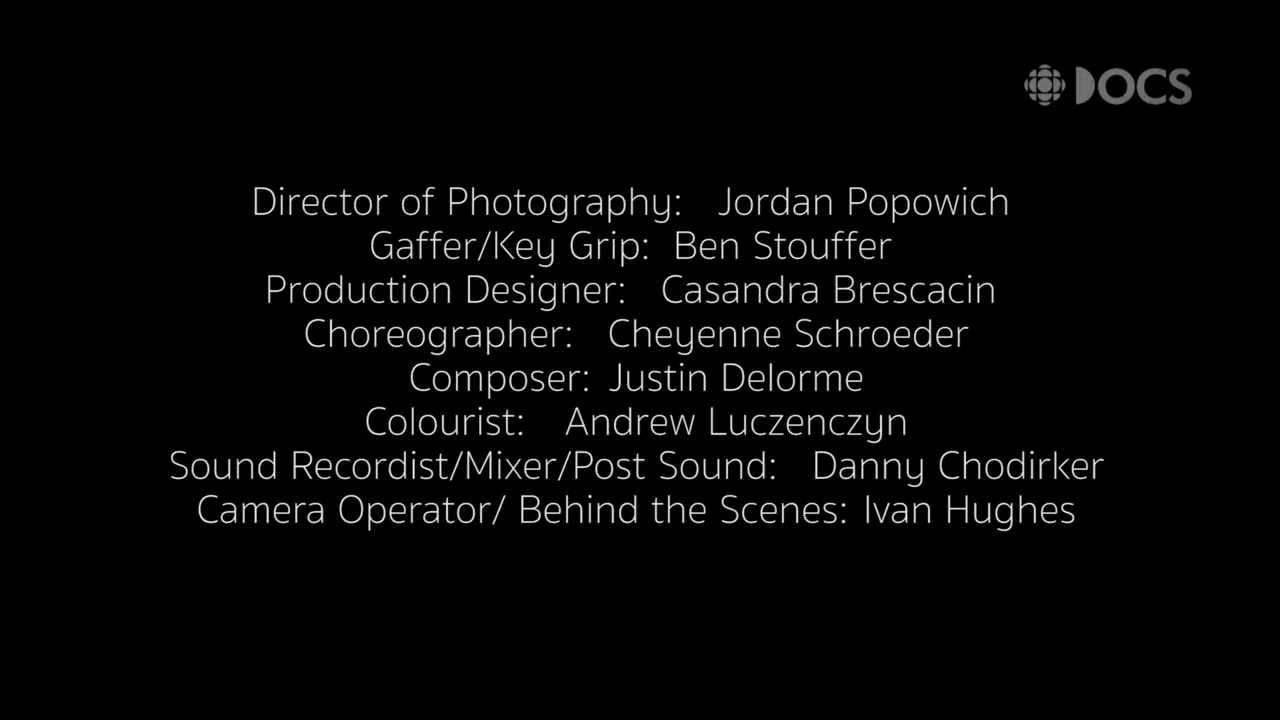 DOCS
Director of Photography: Jordan Popowich
Gaffer/Key Grip: Ben Stouffer
Production Designer: Casandra Brescacin
Choreographer: Cheyenne Schroeder
Composer: Justin Delorme
Colourist: Andrew Luczenczyn
Sound Recordist/Mixer/Post Sound: Danny Chodirker
Camera Operator/ Behind the Scenes: Ivan Hughes